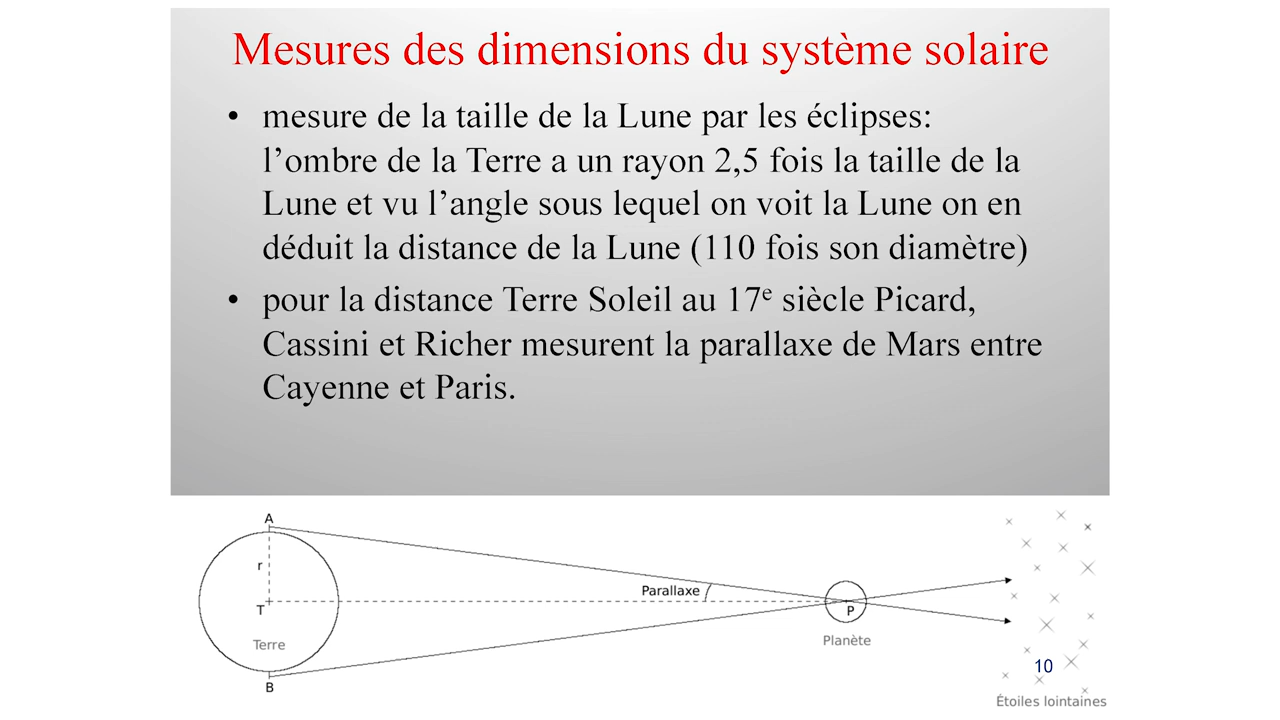 Mesures des dimensions du système solaire
• mesure de la taille de la Lune par les éclipses:
l’ombre de la Terre a un rayon 2,5 fois la taille de la
Lune et vu l’angle sous lequel on voit la Lune on en
déduit la distance de la Lune (110 fois son diamètre)
• pour la distance Terre Soleil au 17e siècle Picard,
Cassini et Richer mesurent la parallaxe de Mars entre
Cayenne et Paris.
A
r
Parallaxe
T
P
Terre
Planète
10
B
Étoiles lointaines